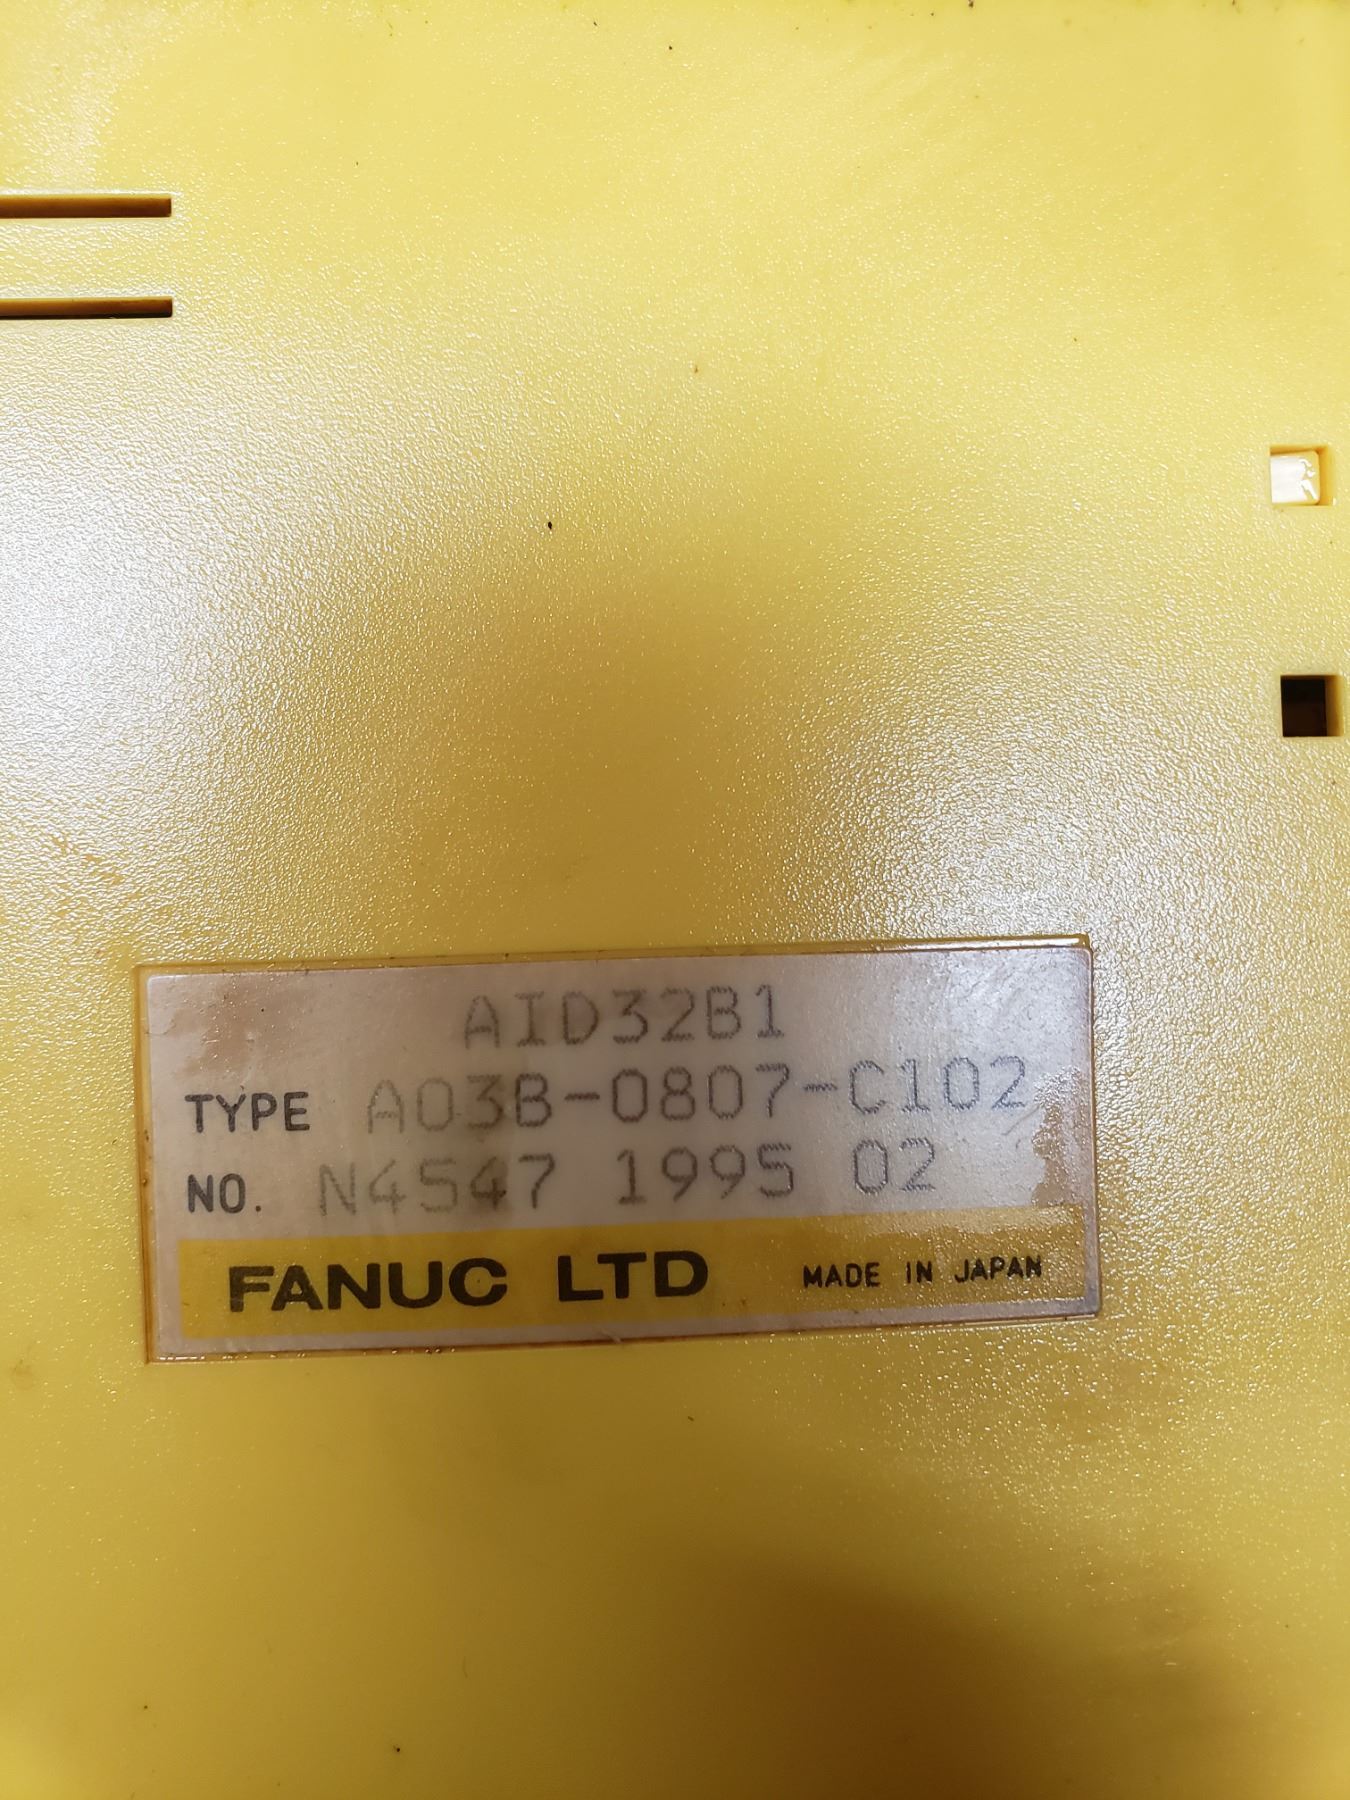 AID32B1
TYPE A03B-0807-C102
NO. N4547 1995 02
FANUC LTD MADE IN JAPAN